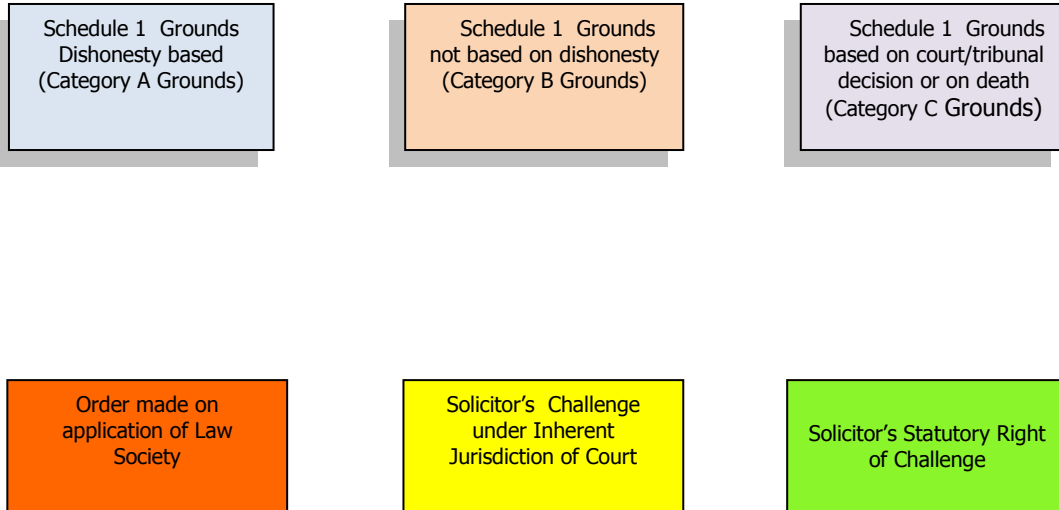 Schedule 1 Grounds
Dishonesty based
(Category A Grounds)
Schedule 1 Grounds
not based on dishonesty
(Category B Grounds)
Schedule 1 Grounds
based on court/tribunal
decision or on death
(Category C Grounds)
Order made on
application of Law
Society
Solicitor’s Challenge
under Inherent
Jurisdiction of Court
Solicitor’s Statutory Right
of Challenge